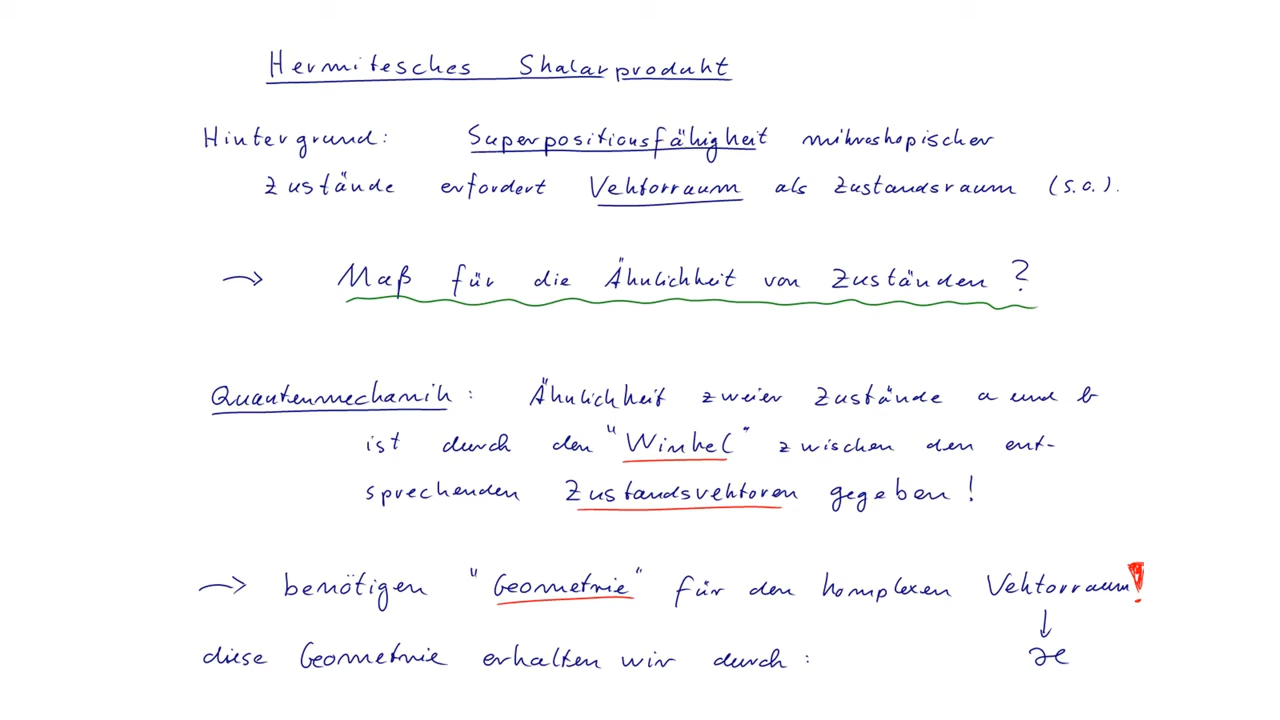 Hermitesches Skalarprodukt
Hintergrund: Superpositionsfähigkeit mikroskopischer
Zustände erfordert Vektorraum als Zustandsraum (s.o.).
→ Maß für die Ähnlichkeit von Zuständen ?
Quantenmechanik : Ähnlichkeit zweier Zustände a und b
ist durch den "Winkel" zwischen den ent-
sprechenden Zustandsvektoren gegeben !
→ benötigen "Geometrie" für den komplexen Vektorraum!
↓
diese Geometrie erhalten wir durch : ℋ